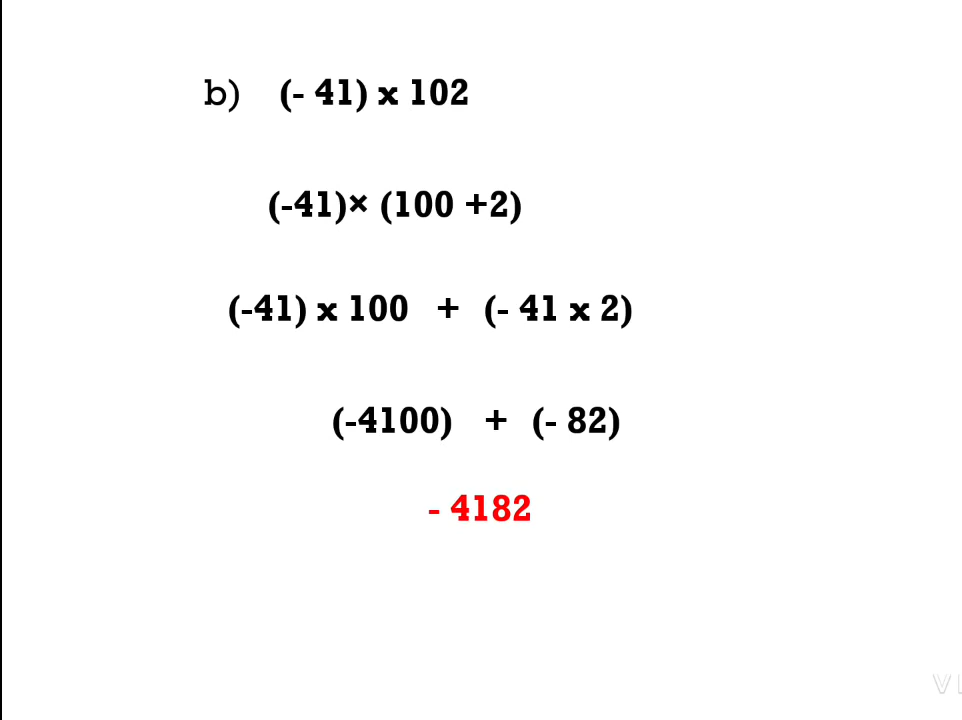 b) (- 41) x 102
(-41)× (100 +2)
(-41) x 100 + (- 41 x 2)
(-4100) + (- 82)
- 4182